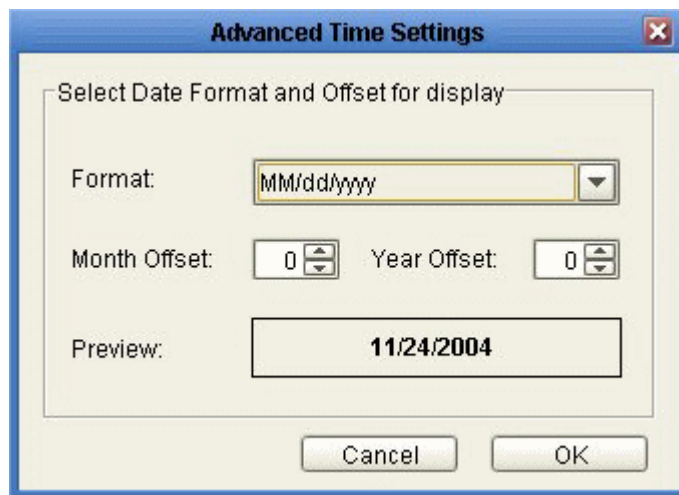 Advanced Time Settings
Select Date Format and Offset for display
Format: MM/dd/yyyy
Month Offset: 0 Year Offset: 0
Preview: 11/24/2004
Cancel OK